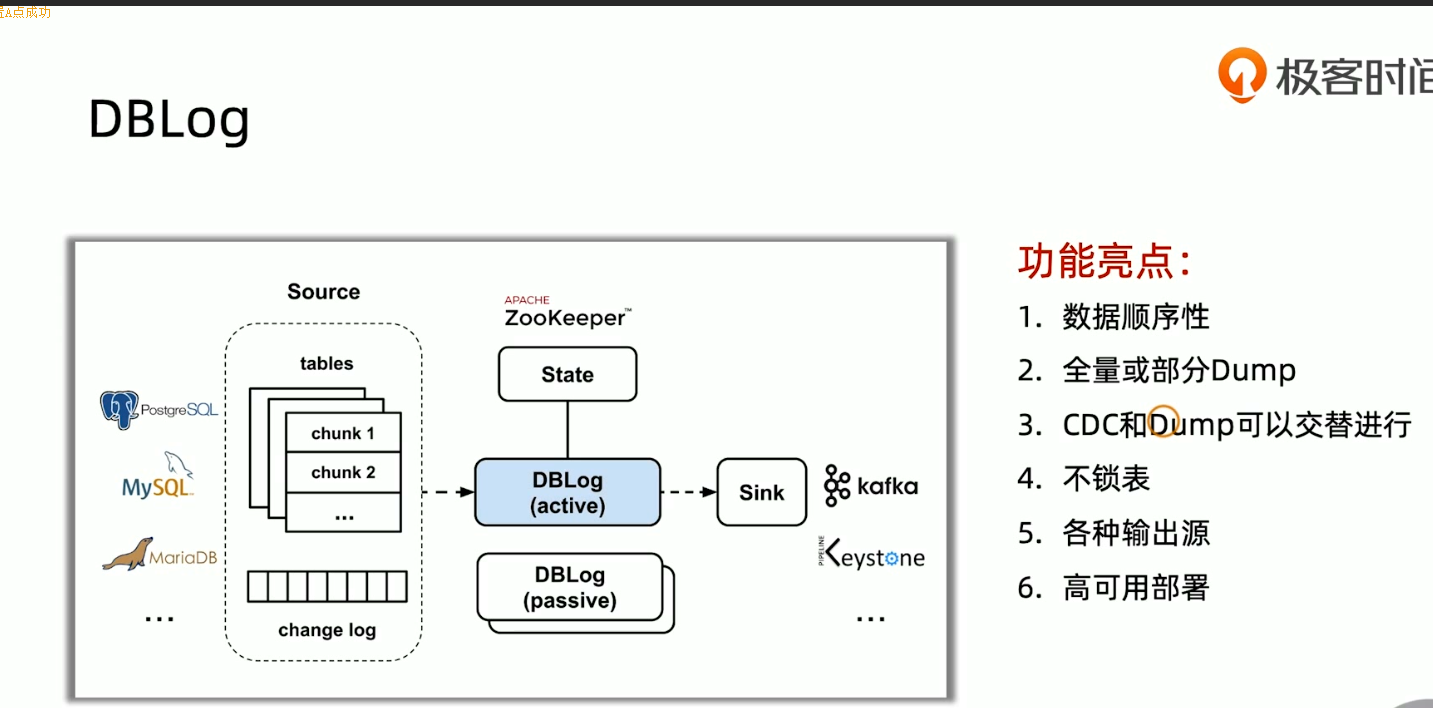 置A点成功
极客时间
DBLog
Source
APACHE
ZooKeeper™
tables
State
PostgreSQL
chunk 1
chunk 2
...
MySQL
DBLog
(active)
Sink
kafka
MariaDB
DBLog
(passive)
PIPELINE
Keystone
...
change log
...
功能亮点：
1. 数据顺序性
2. 全量或部分Dump
3. CDC和Dump可以交替进行
4. 不锁表
5. 各种输出源
6. 高可用部署